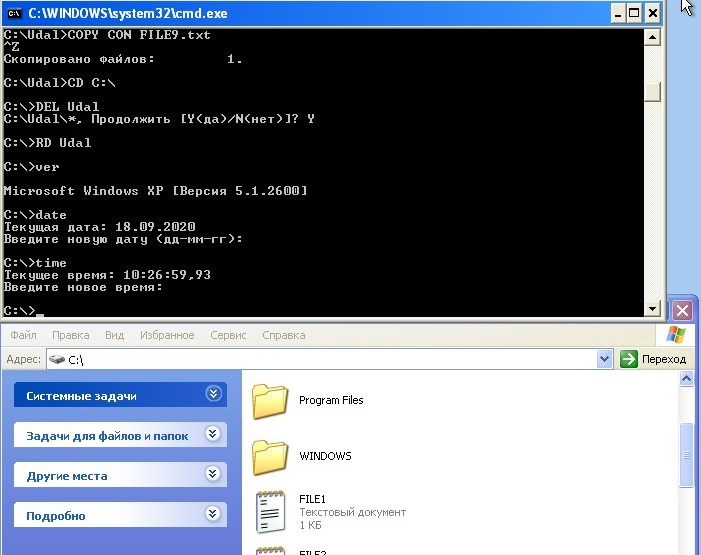 C:\WINDOWS\system32\cmd.exe
C:\Udal>COPY CON FILE9.txt
^Z
Скопировано файлов:         1.
C:\Udal>CD C:\
C:\>DEL Udal
C:\Udal\*, Продолжить [Y(да)/N(нет)]? Y
C:\>RD Udal
C:\>ver
Microsoft Windows XP [Версия 5.1.2600]
C:\>date
Текущая дата: 18.09.2020
Введите новую дату (дд-мм-гг):
C:\>time
Текущее время: 10:26:59,93
Введите новое время:
C:\>_
Файл Правка Вид Избранное Сервис Справка
Адрес: C:\ Переход
Системные задачи
Задачи для файлов и папок
Другие места
Подробно
Program Files
WINDOWS
FILE1
Текстовый документ
1 КБ
FILE2